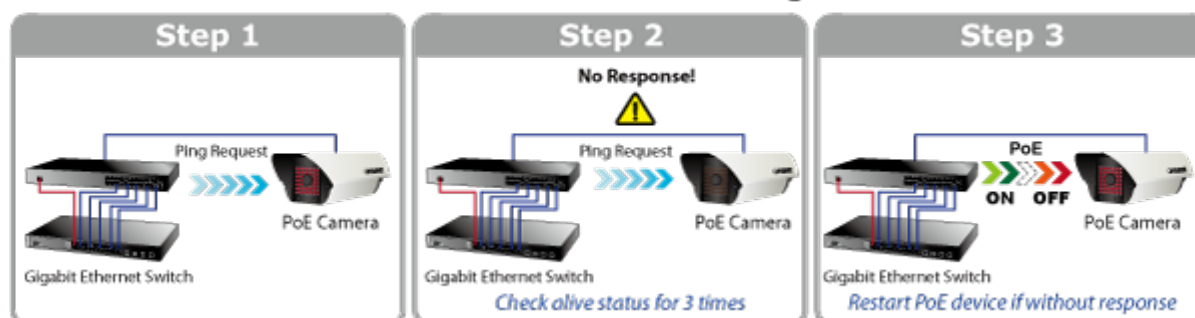 Step 1
Ping Request
PoE Camera
Gigabit Ethernet Switch
Step 2
No Response!
Ping Request
PoE Camera
Gigabit Ethernet Switch
Check alive status for 3 times
Step 3
PoE
ON OFF
PoE Camera
Gigabit Ethernet Switch
Restart PoE device if without response